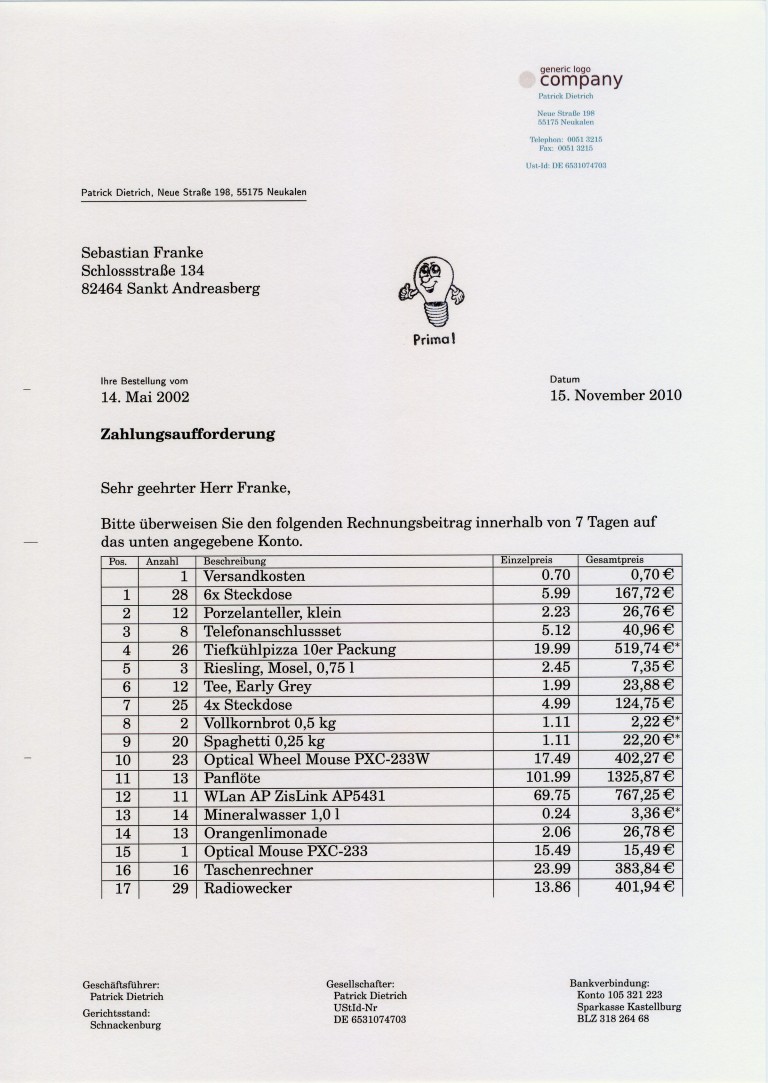 generic logo
company
Patrick Dietrich
Neue Straße 198
55175 Neukalen
Telephon: 0051 3215
Fax: 0051 3215
Ust-Id: DE 6531074703
Patrick Dietrich, Neue Straße 198, 55175 Neukalen
Sebastian Franke
Schlossstraße 134
82464 Sankt Andreasberg
Prima!
Ihre Bestellung vom
14. Mai 2002
Datum
15. November 2010
Zahlungsaufforderung
Sehr geehrter Herr Franke,
Bitte überweisen Sie den folgenden Rechnungsbeitrag innerhalb von 7 Tagen auf
das unten angegebene Konto.
Pos. Anzahl Beschreibung Einzelpreis Gesamtpreis
1 Versandkosten 0.70 0,70 €
1 28 6x Steckdose 5.99 167,72 €
2 12 Porzelanteller, klein 2.23 26,76 €
3 8 Telefonanschlussset 5.12 40,96 €
4 26 Tiefkühlpizza 10er Packung 19.99 519,74 €*
5 3 Riesling, Mosel, 0,75 l 2.45 7,35 €
6 12 Tee, Early Grey 1.99 23,88 €
7 25 4x Steckdose 4.99 124,75 €
8 2 Vollkornbrot 0,5 kg 1.11 2,22 €*
9 20 Spaghetti 0,25 kg 1.11 22,20 €*
10 23 Optical Wheel Mouse PXC-233W 17.49 402,27 €
11 13 Panflöte 101.99 1325,87 €
12 11 WLan AP ZisLink AP5431 69.75 767,25 €
13 14 Mineralwasser 1,0 l 0.24 3,36 €*
14 13 Orangenlimonade 2.06 26,78 €
15 1 Optical Mouse PXC-233 15.49 15,49 €
16 16 Taschenrechner 23.99 383,84 €
17 29 Radiowecker 13.86 401,94 €
Geschäftsführer:
Patrick Dietrich
Gerichtsstand:
Schnackenburg
Gesellschafter:
Patrick Dietrich
UStId-Nr
DE 6531074703
Bankverbindung:
Konto 105 321 223
Sparkasse Kastellburg
BLZ 318 264 68